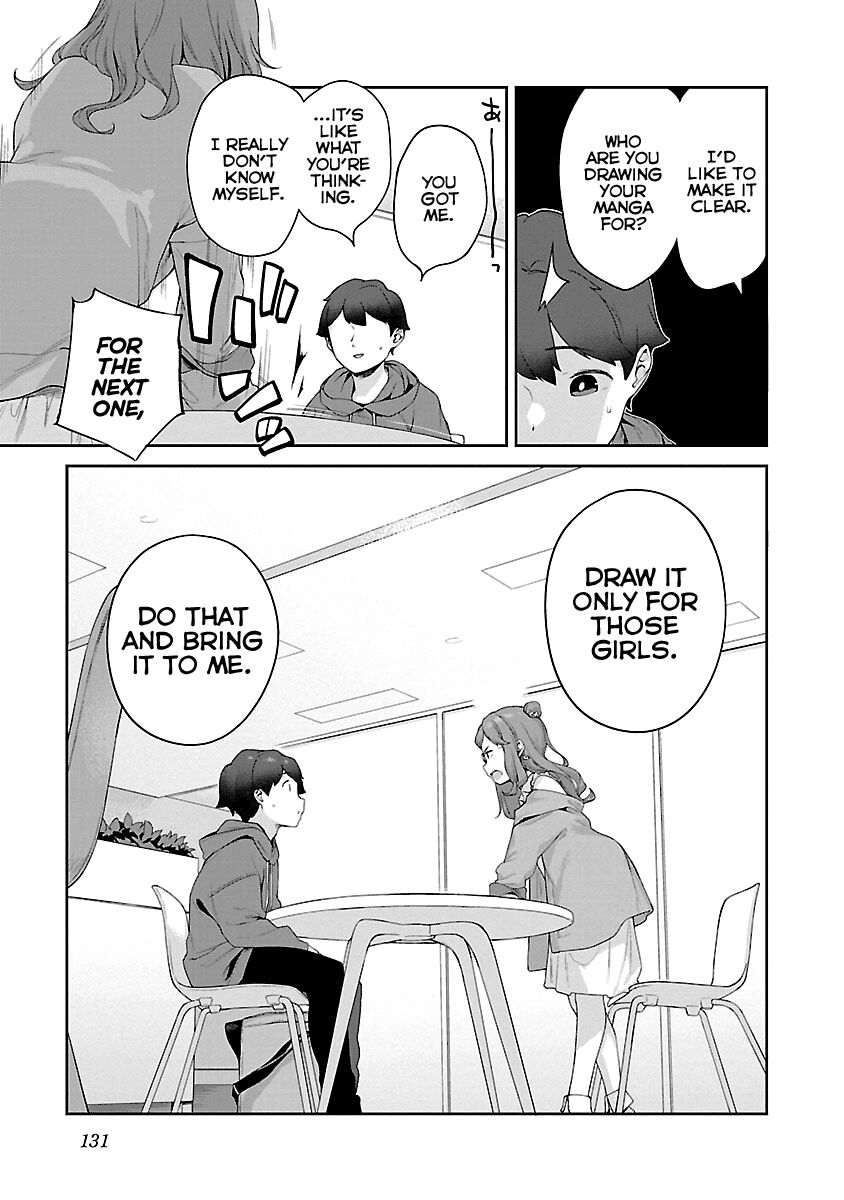 I'D
LIKE TO
MAKE IT
CLEAR.
WHO
ARE YOU
DRAWING
YOUR
MANGA
FOR?
YOU
GOT
ME.
...IT'S
LIKE
WHAT
YOU'RE
THINK-
ING.
I REALLY
DON'T
KNOW
MYSELF.
FOR
THE
NEXT
ONE,
DRAW IT
ONLY FOR
THOSE
GIRLS.
DO THAT
AND BRING
IT TO ME.
131